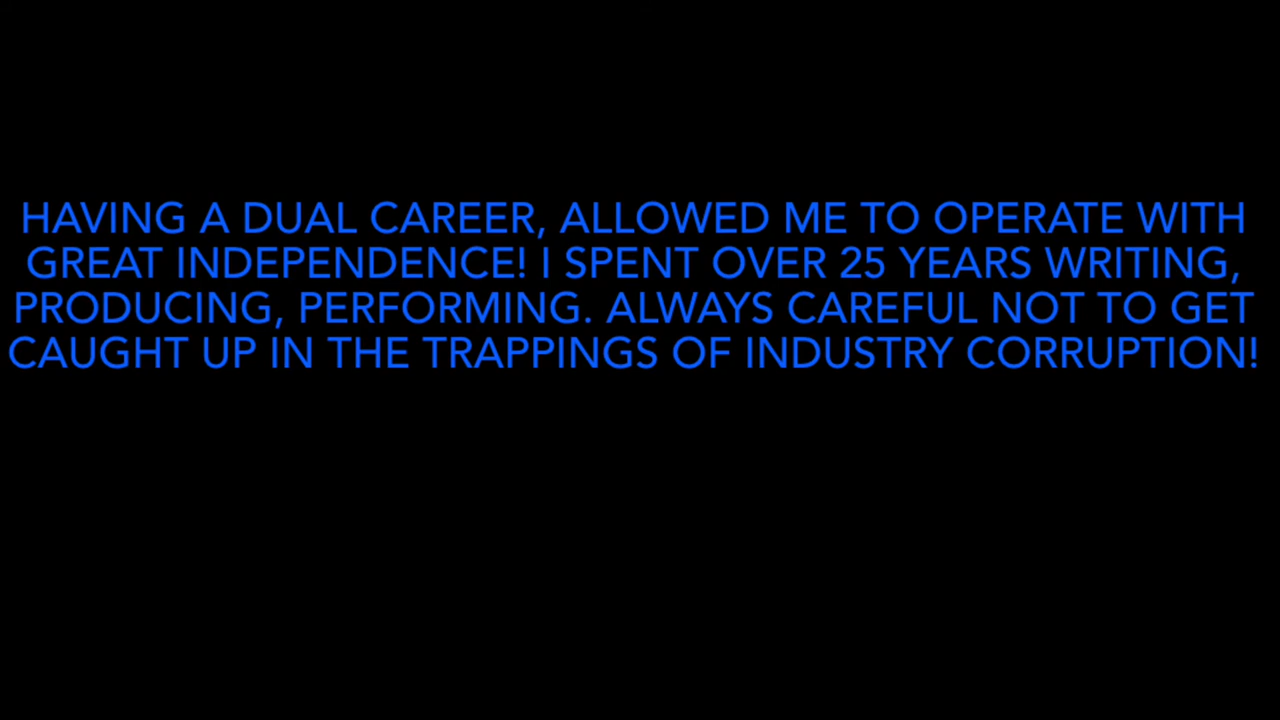 HAVING A DUAL CAREER, ALLOWED ME TO OPERATE WITH
GREAT INDEPENDENCE! I SPENT OVER 25 YEARS WRITING,
PRODUCING, PERFORMING. ALWAYS CAREFUL NOT TO GET
CAUGHT UP IN THE TRAPPINGS OF INDUSTRY CORRUPTION!